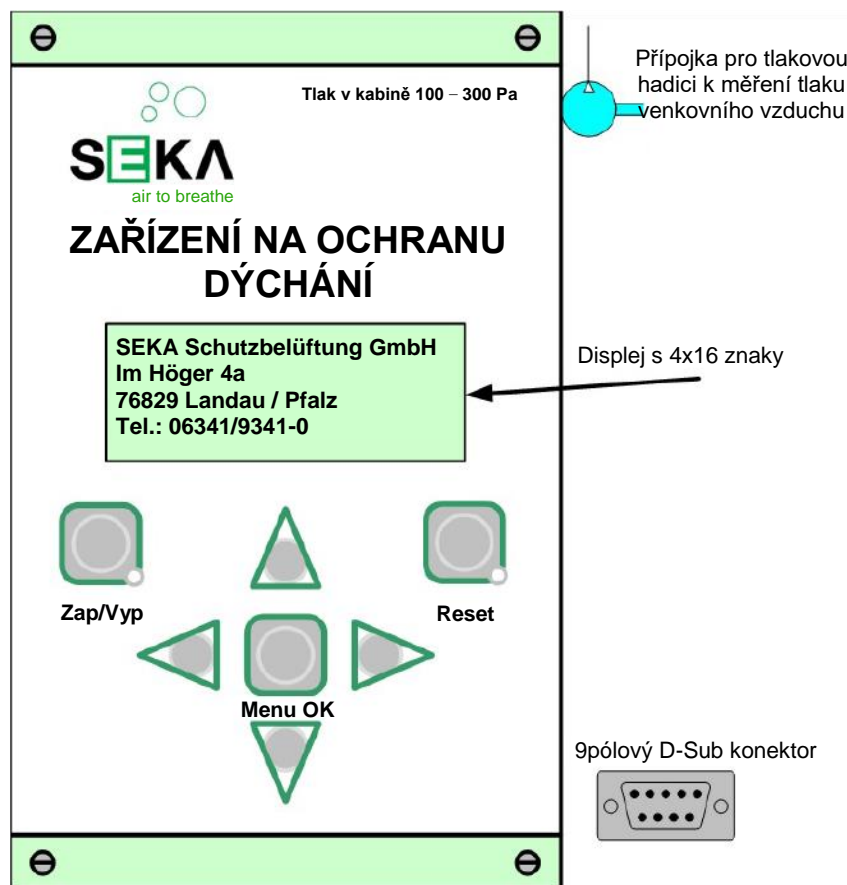 Tlak v kabině 100 – 300 Pa
Přípojka pro tlakovou
hadici k měření tlaku
venkovního vzduchu
SEKA
air to breathe
ZAŘÍZENÍ NA OCHRANU
DÝCHÁNÍ
SEKA Schutzbelüftung GmbH
Im Höger 4a
76829 Landau / Pfalz
Tel.: 06341/9341-0
Displej s 4x16 znaky
Zap/Vyp
Reset
Menu OK
9pólový D-Sub konektor